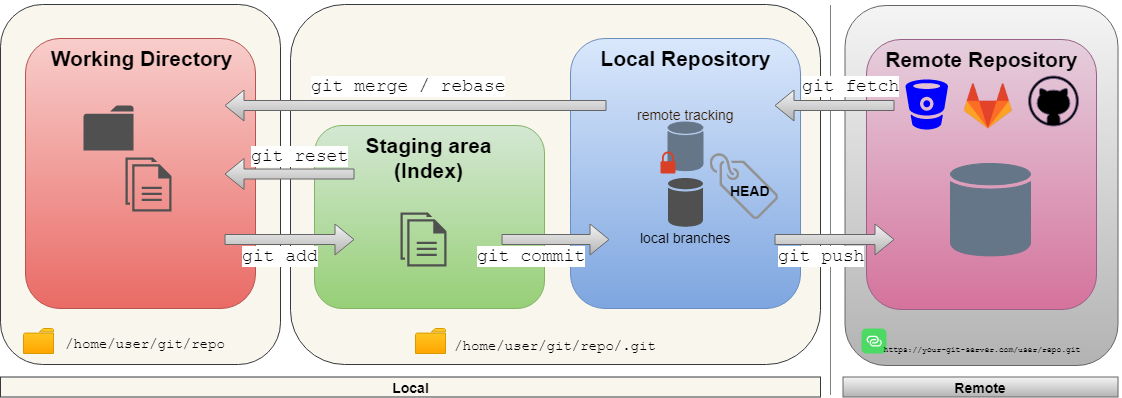 Working Directory
Local Repository
Remote Repository
git merge / rebase
git fetch
remote tracking
Staging area
(Index)
git reset
HEAD
local branches
git add
git commit
git push
/home/user/git/repo
/home/user/git/repo/.git
https://your-git-server.com/user/repo.git
Local
Remote